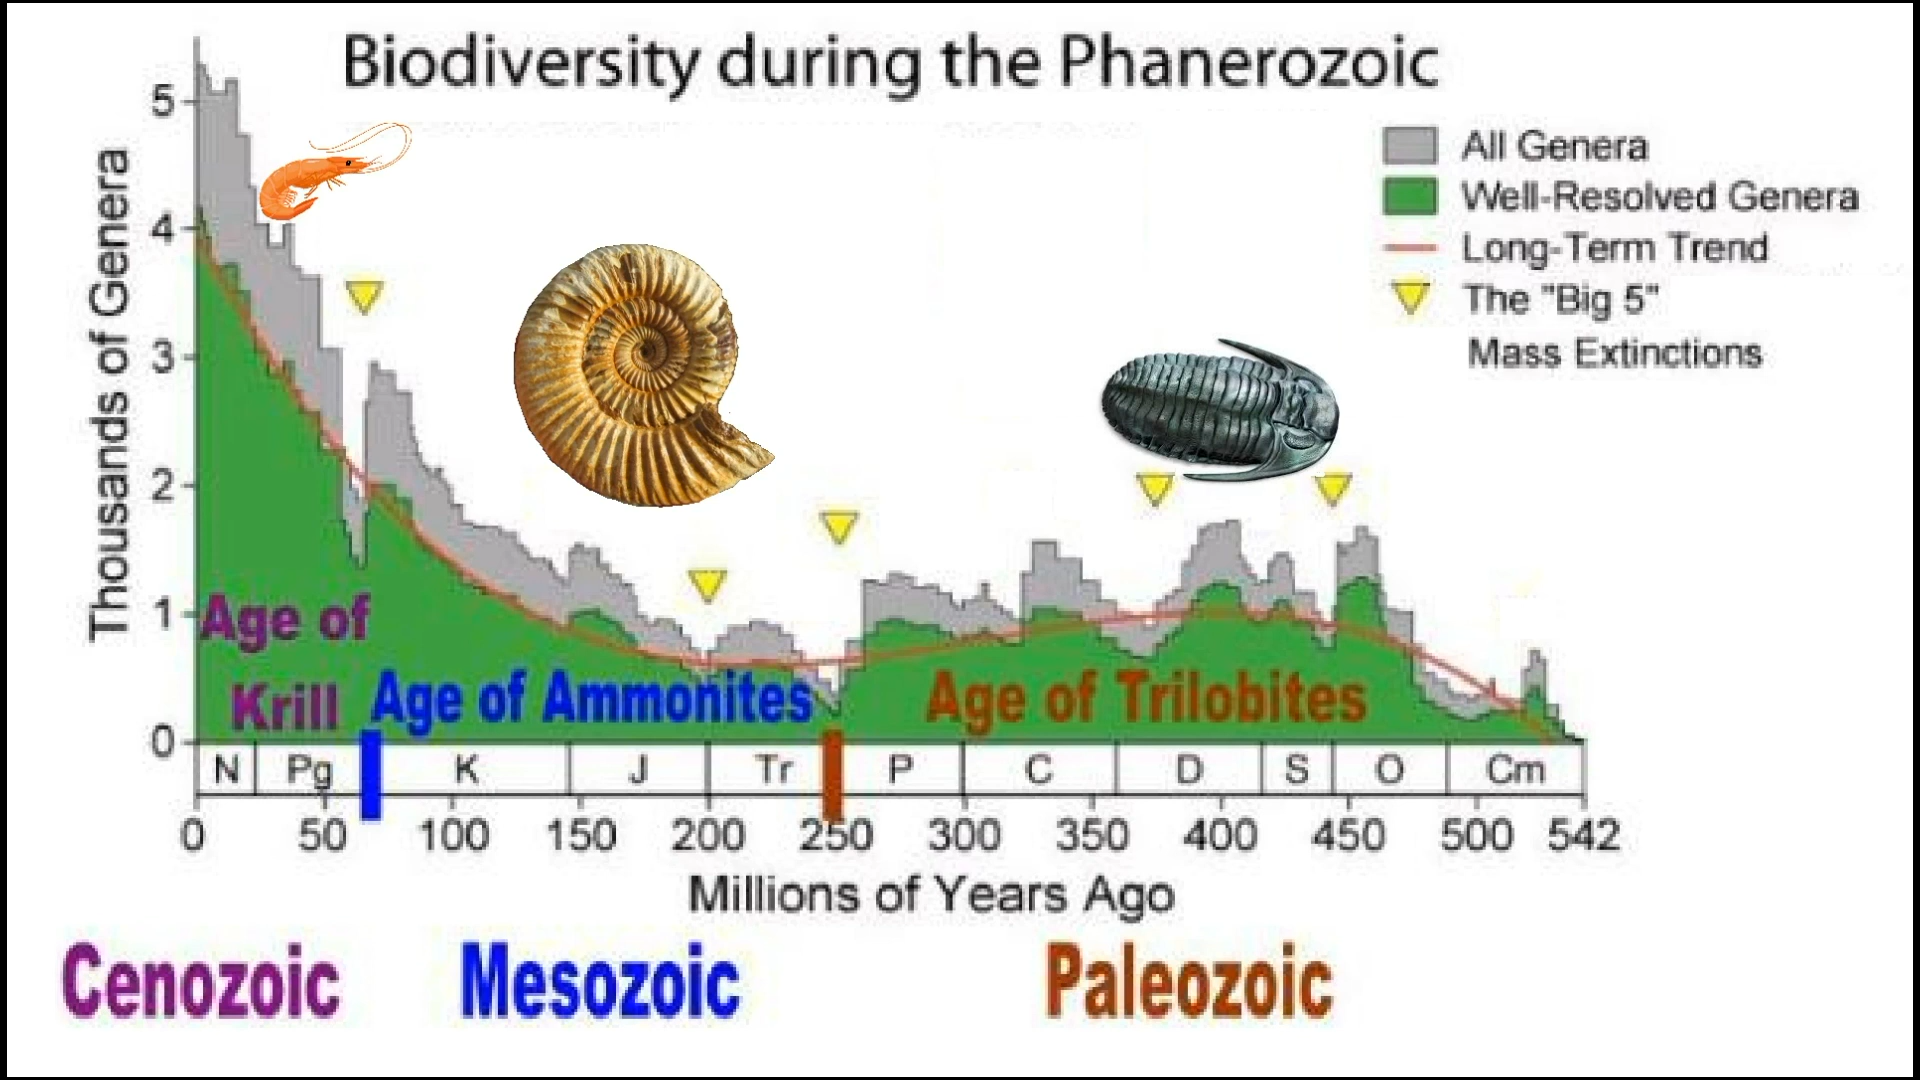 Biodiversity during the Phanerozoic
All Genera
Well-Resolved Genera
Long-Term Trend
The "Big 5"
Mass Extinctions
Thousands of Genera
5
4
3
2
1
0
Age of
Krill
Age of Ammonites
Age of Trilobites
N Pg K J Tr P C D S O Cm
0 50 100 150 200 250 300 350 400 450 500 542
Millions of Years Ago
Cenozoic Mesozoic Paleozoic